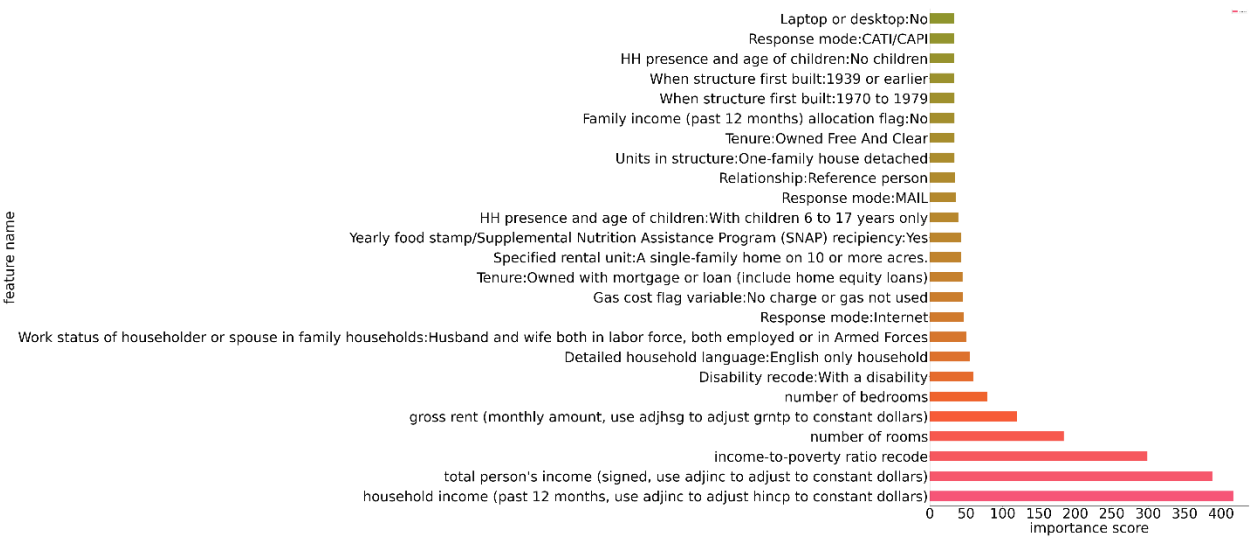 Laptop or desktop:No
Response mode:CATI/CAPI
HH presence and age of children:No children
When structure first built:1939 or earlier
When structure first built:1970 to 1979
Family income (past 12 months) allocation flag:No
Tenure:Owned Free And Clear
Units in structure:One-family house detached
Relationship:Reference person
Response mode:MAIL
HH presence and age of children:With children 6 to 17 years only
Yearly food stamp/Supplemental Nutrition Assistance Program (SNAP) recipiency:Yes
Specified rental unit:A single-family home on 10 or more acres.
Tenure:Owned with mortgage or loan (include home equity loans)
Gas cost flag variable:No charge or gas not used
Response mode:Internet
Work status of householder or spouse in family households:Husband and wife both in labor force, both employed or in Armed Forces
Detailed household language:English only household
Disability recode:With a disability
number of bedrooms
gross rent (monthly amount, use adjhsg to adjust grntp to constant dollars)
number of rooms
income-to-poverty ratio recode
total person's income (signed, use adjinc to adjust to constant dollars)
household income (past 12 months, use adjinc to adjust hincp to constant dollars)
feature name
0 50 100 150 200 250 300 350 400
importance score